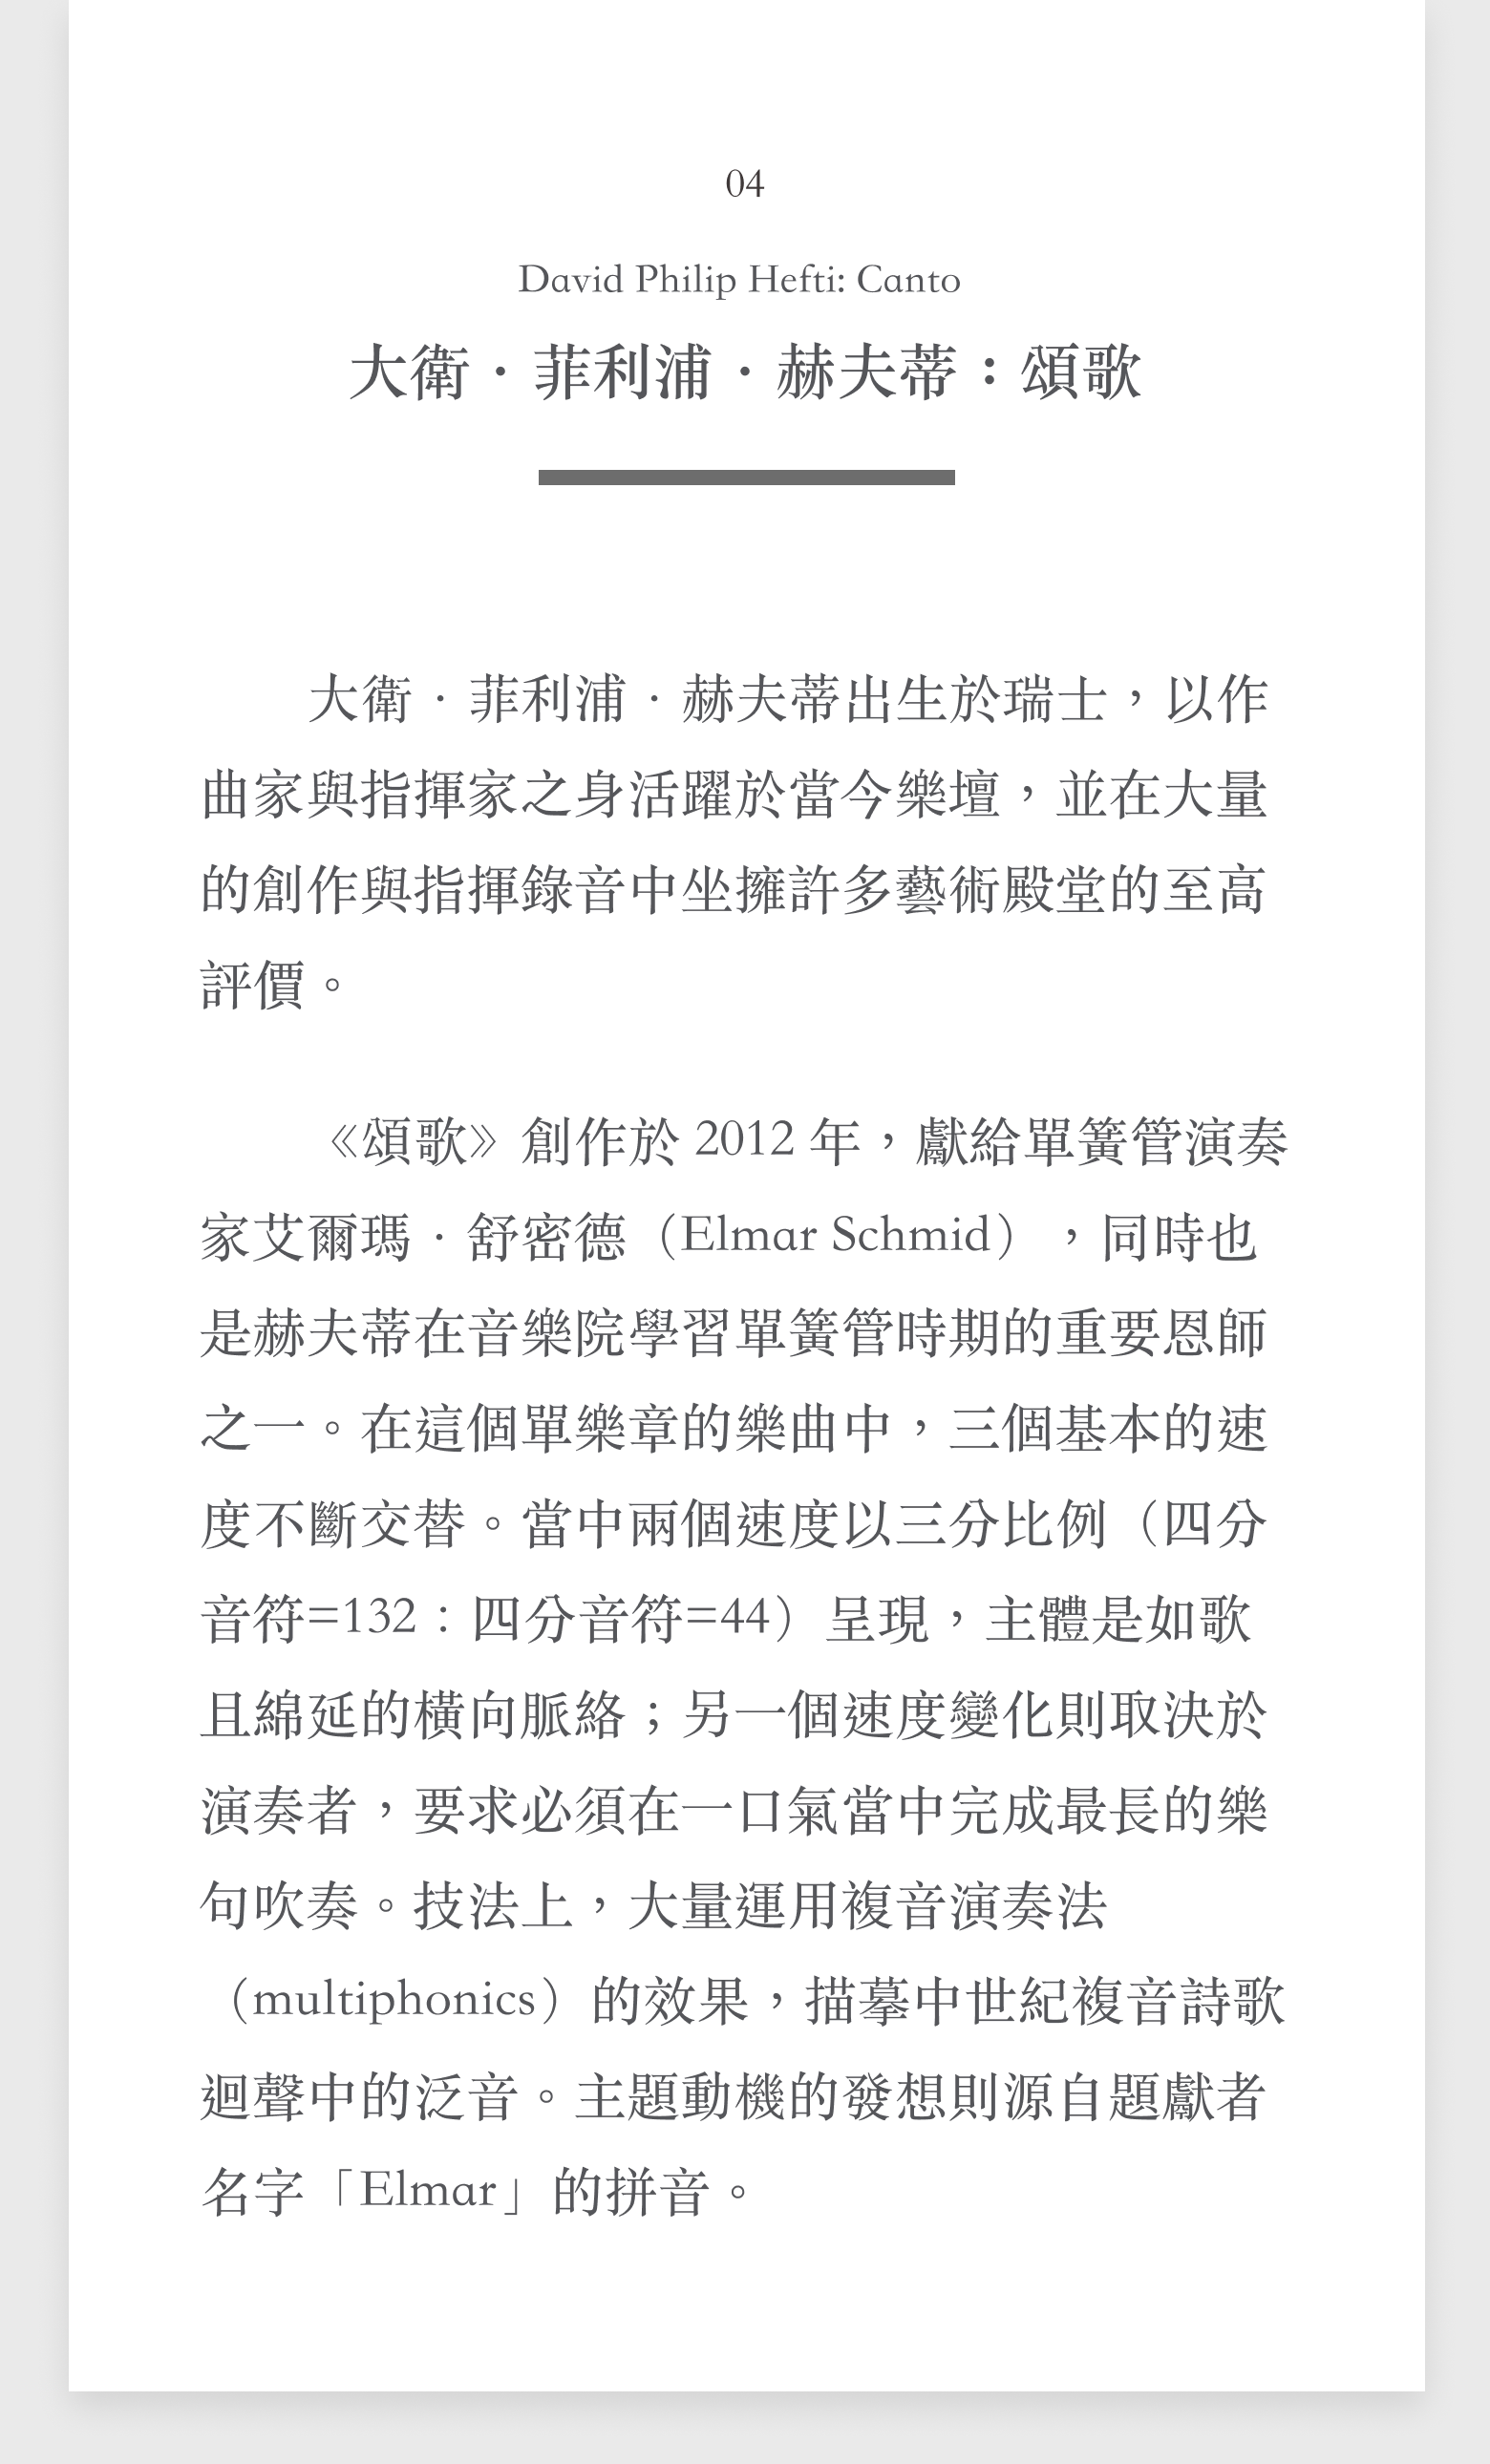 04
David Philip Hefti: Canto
大衛．菲利浦．赫夫蒂：頌歌
大衛．菲利浦．赫夫蒂出生於瑞士，以作
曲家與指揮家之身活躍於當今樂壇，並在大量
的創作與指揮錄音中坐擁許多藝術殿堂的至高
評價。
《頌歌》創作於 2012 年，獻給單簧管演奏
家艾爾瑪．舒密德（Elmar Schmid），同時也
是赫夫蒂在音樂院學習單簧管時期的重要恩師
之一。在這個單樂章的樂曲中，三個基本的速
度不斷交替。當中兩個速度以三分比例（四分
音符=132：四分音符=44）呈現，主體是如歌
且綿延的橫向脈絡；另一個速度變化則取決於
演奏者，要求必須在一口氣當中完成最長的樂
句吹奏。技法上，大量運用複音演奏法
（multiphonics）的效果，描摹中世紀複音詩歌
迴聲中的泛音。主題動機的發想則源自題獻者
名字「Elmar」的拼音。